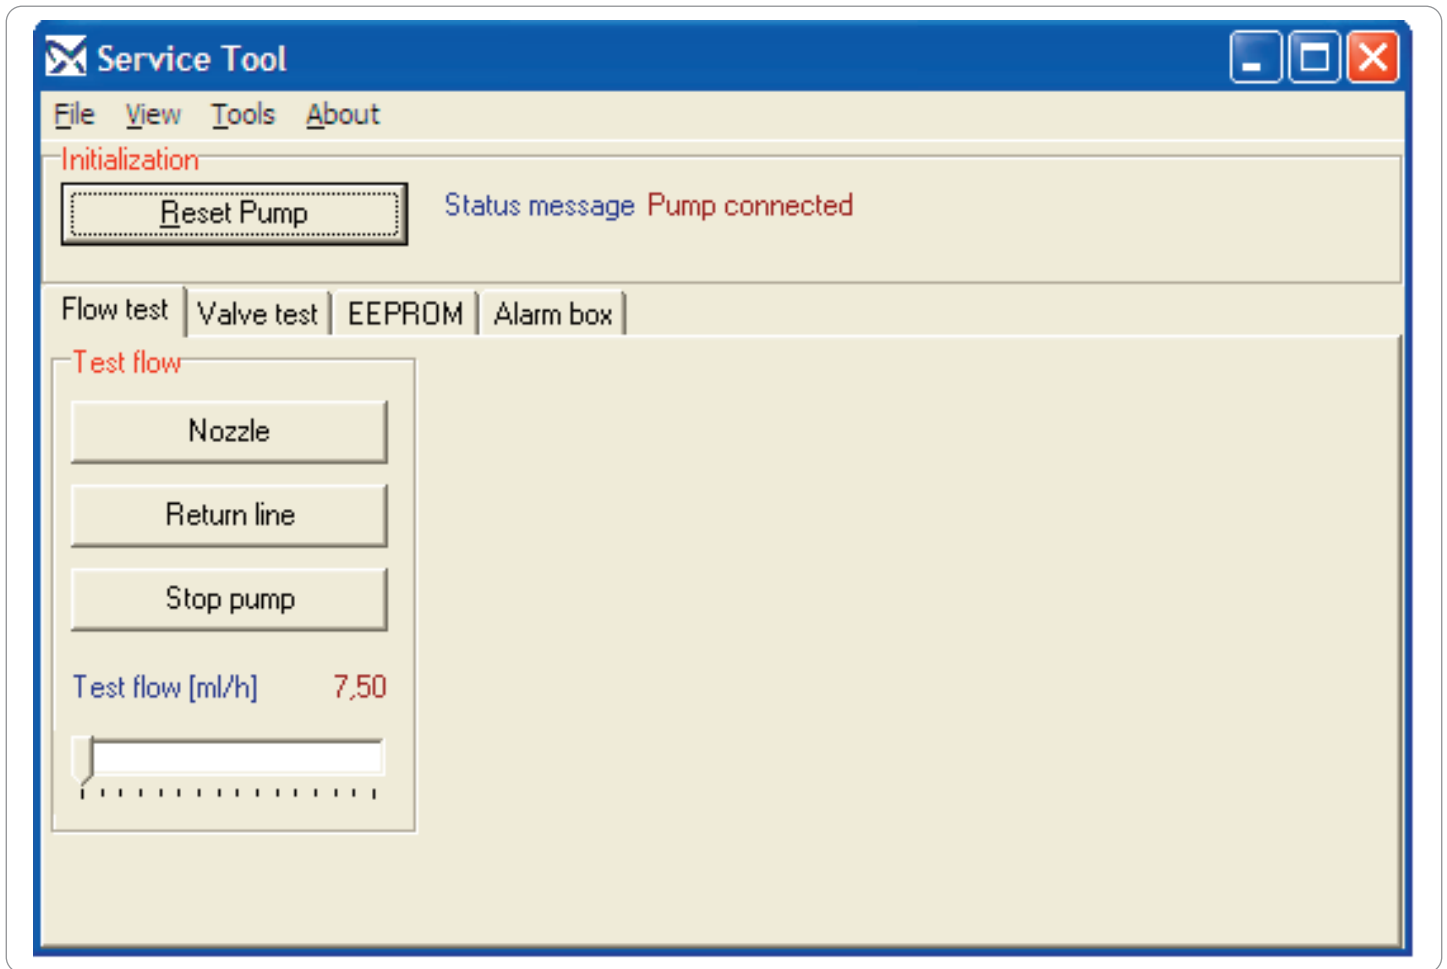 Service Tool
File View Tools About
Initialization
Reset Pump
Status message Pump connected
Flow test Valve test EEPROM Alarm box
Test flow
Nozzle
Return line
Stop pump
Test flow [ml/h] 7,50